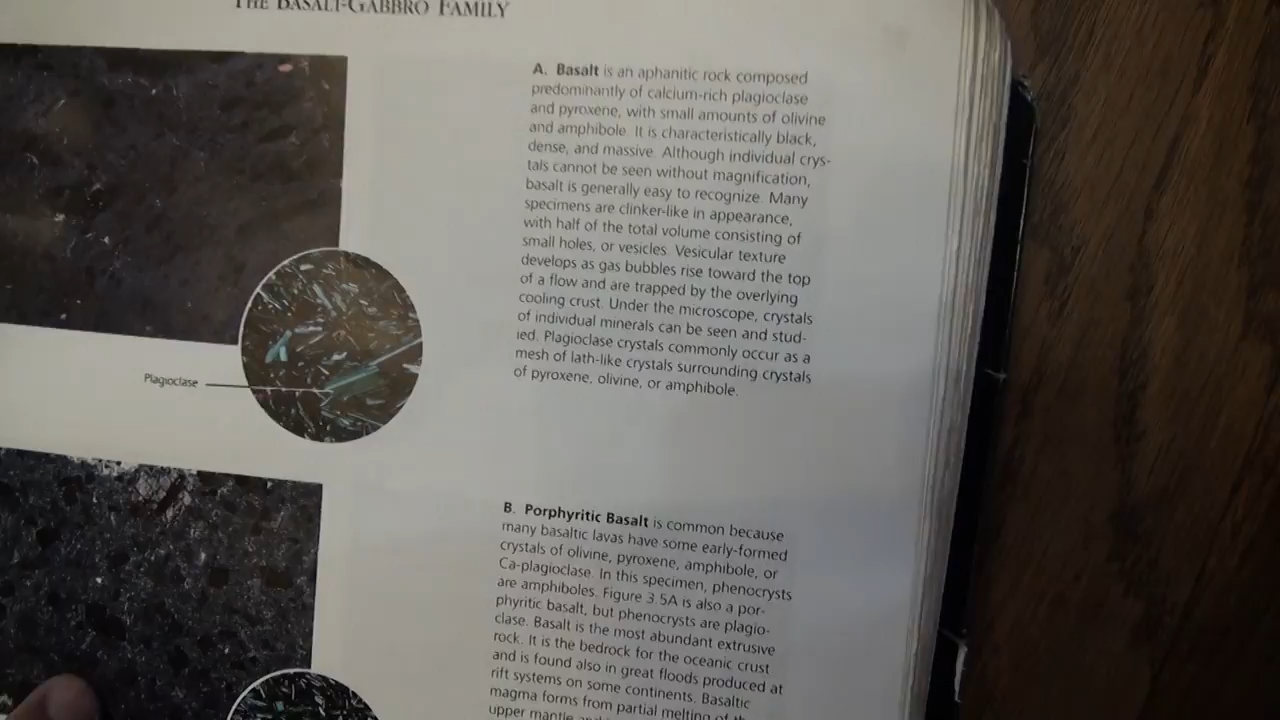 THE BASALT-GABBRO FAMILY
A. Basalt is an aphanitic rock composed
predominantly of calcium-rich plagioclase
and pyroxene, with small amounts of olivine
and amphibole. It is characteristically black,
dense, and massive. Although individual crys-
tals cannot be seen without magnification,
basalt is generally easy to recognize. Many
specimens are clinker-like in appearance,
with half of the total volume consisting of
small holes, or vesicles. Vesicular texture
develops as gas bubbles rise toward the top
of a flow and are trapped by the overlying
cooling crust. Under the microscope, crystals
of individual minerals can be seen and stud-
ied. Plagioclase crystals commonly occur as a
mesh of lath-like crystals surrounding crystals
of pyroxene, olivine, or amphibole.
Plagioclase
B. Porphyritic Basalt is common because
many basaltic lavas have some early-formed
crystals of olivine, pyroxene, amphibole, or
Ca-plagioclase. In this specimen, phenocrysts
are amphiboles. Figure 3.5A is also a por-
phyritic basalt, but phenocrysts are plagio-
clase. Basalt is the most abundant extrusive
rock. It is the bedrock for the oceanic crust
and is found also in great floods produced at
rift systems on some continents. Basaltic
magma forms from partial melting of
upper mantle